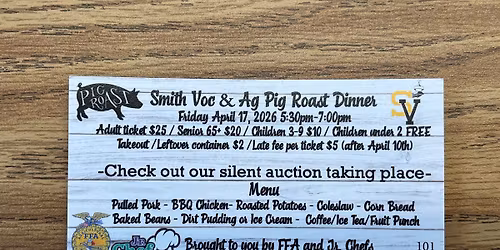 PIG ROAST
Smith Voc & Ag Pig Roast Dinner
SV
Friday April 17, 2026 5:30pm-7:00pm
Adult ticket $25 / Senior 65+ $20 / Children 3-9 $10 / Children under 2 FREE
Takeout /Leftover container $2 /Late fee per ticket $5 (after April 10th)
-Check out our silent auction taking place-
Menu
Pulled Pork - BBQ Chicken- Roasted Potatoes - Coleslaw - Corn Bread
Baked Beans - Dirt Pudding or Ice Cream - Coffee/Ice Tea/Fruit Punch
FFA
Brought to you by FFA and Jr. Chefs
101